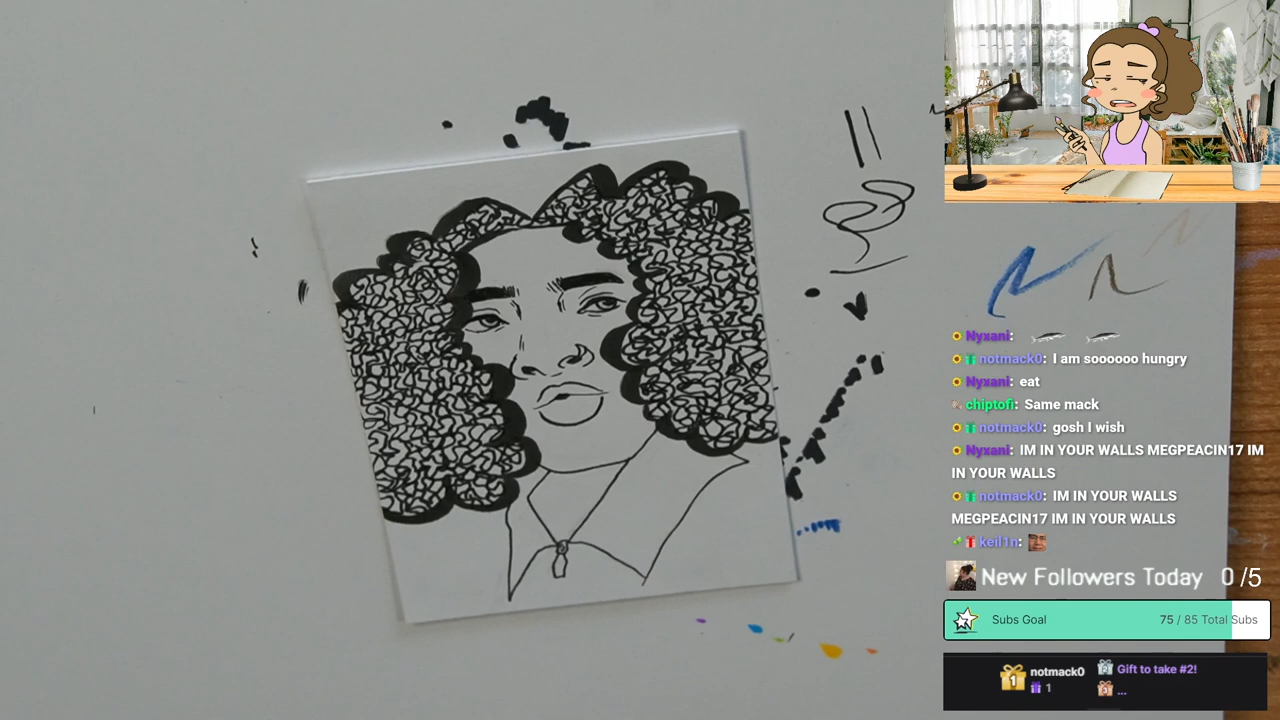 Nyxani:
notmack0: I am soooooo hungry
Nyxani: eat
chiptofi: Same mack
notmack0: gosh I wish
Nyxani: IM IN YOUR WALLS MEGPEACIN17 IM
IN YOUR WALLS
notmack0: IM IN YOUR WALLS
MEGPEACIN17 IM IN YOUR WALLS
keil1n:
New Followers Today 0 /5
Subs Goal 75 / 85 Total Subs
1 notmack0 Gift to take #2!
1 ...